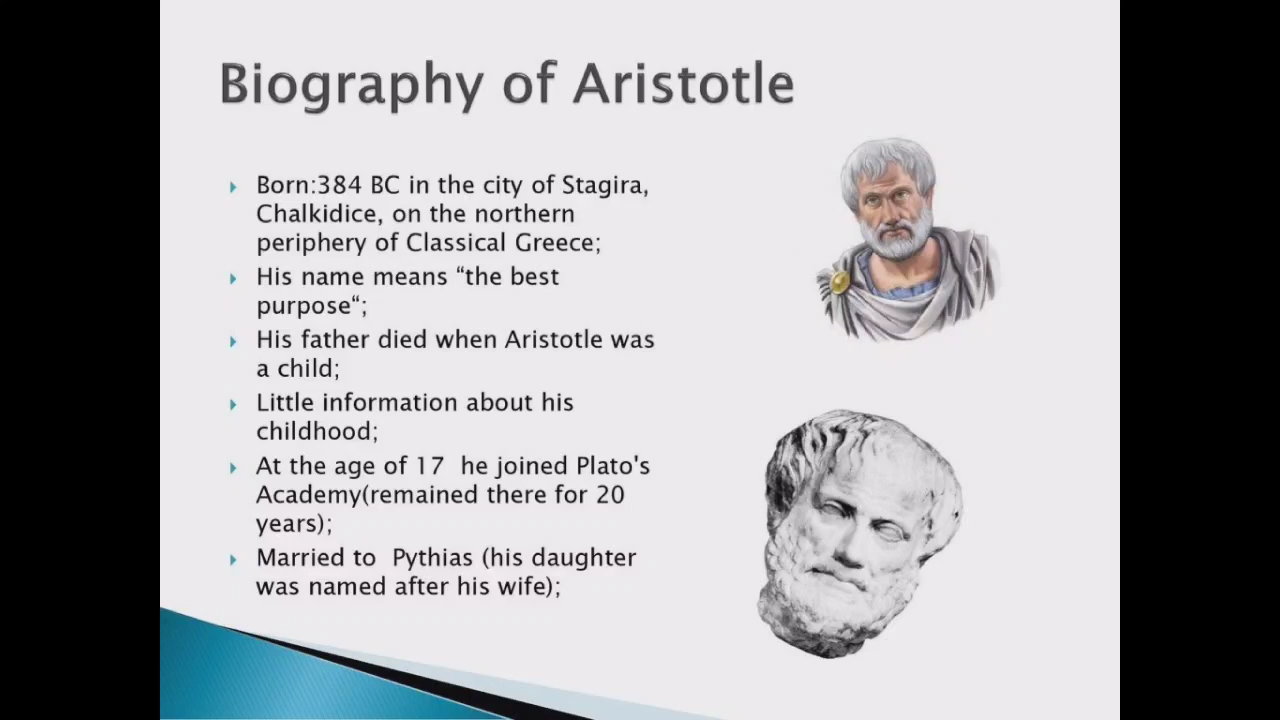 Biography of Aristotle
Born:384 BC in the city of Stagira,
Chalkidice, on the northern
periphery of Classical Greece;
His name means “the best
purpose“;
His father died when Aristotle was
a child;
Little information about his
childhood;
At the age of 17  he joined Plato's
Academy(remained there for 20
years);
Married to  Pythias (his daughter
was named after his wife);